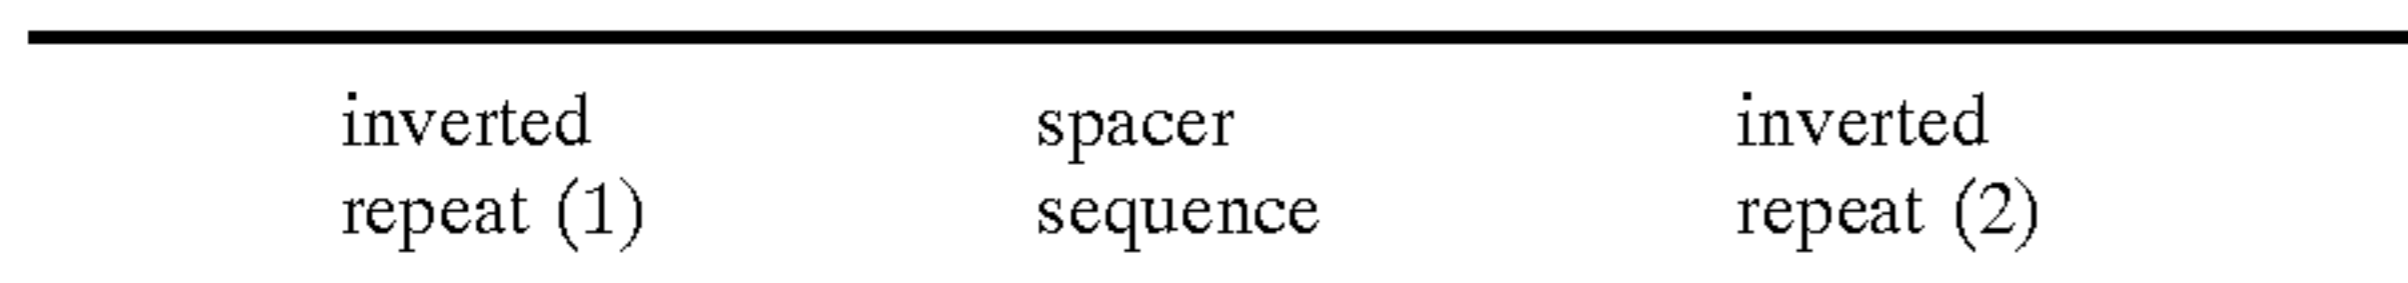 inverted spacer inverted
repeat (1) sequence repeat (2)